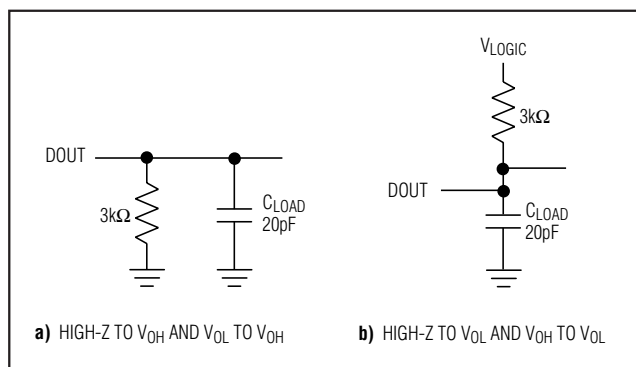 DOUT
3kΩ
CLOAD
20pF
a) HIGH-Z TO VOH AND VOL TO VOH
VLOGIC
3kΩ
DOUT
CLOAD
20pF
b) HIGH-Z TO VOL AND VOH TO VOL